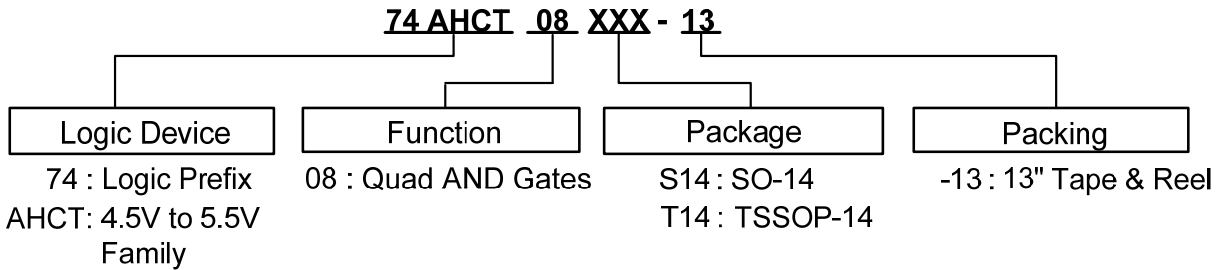 74 AHCT 08 XXX - 13
Logic Device
Function
Package
Packing
74 : Logic Prefix
08 : Quad AND Gates
S14 : SO-14
-13 : 13" Tape & Reel
AHCT: 4.5V to 5.5V
T14 : TSSOP-14
Family